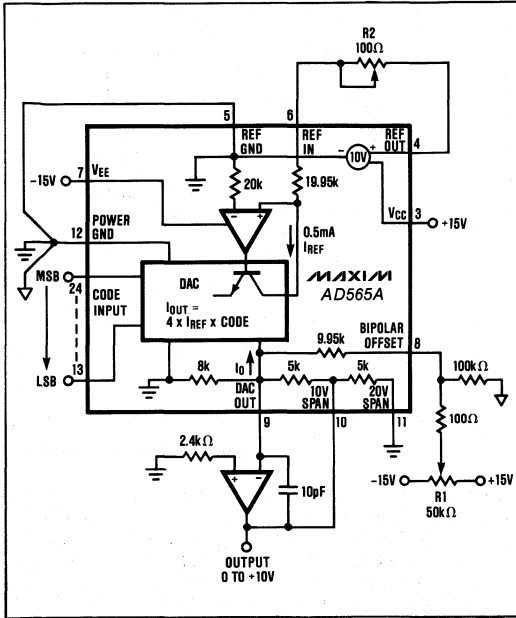 R2
100Ω
5
6
REF
GND
REF
IN
REF
OUT
4
- 10V +
7
VEE
-15V
20k
19.95k
VCC
3
+15V
- +
0.5mA
IREF
12
POWER
GND
MSB
24
CODE
INPUT
13
LSB
DAC
IOUT =
4 x IREF x CODE
MAXIM
AD565A
9.95k
BIPOLAR
OFFSET
8
100kΩ
8k
IO
DAC
OUT
5k
10V
SPAN
5k
20V
SPAN
100Ω
9
10
11
2.4kΩ
+ -
10pF
-15V
+15V
R1
50kΩ
OUTPUT
0 TO +10V